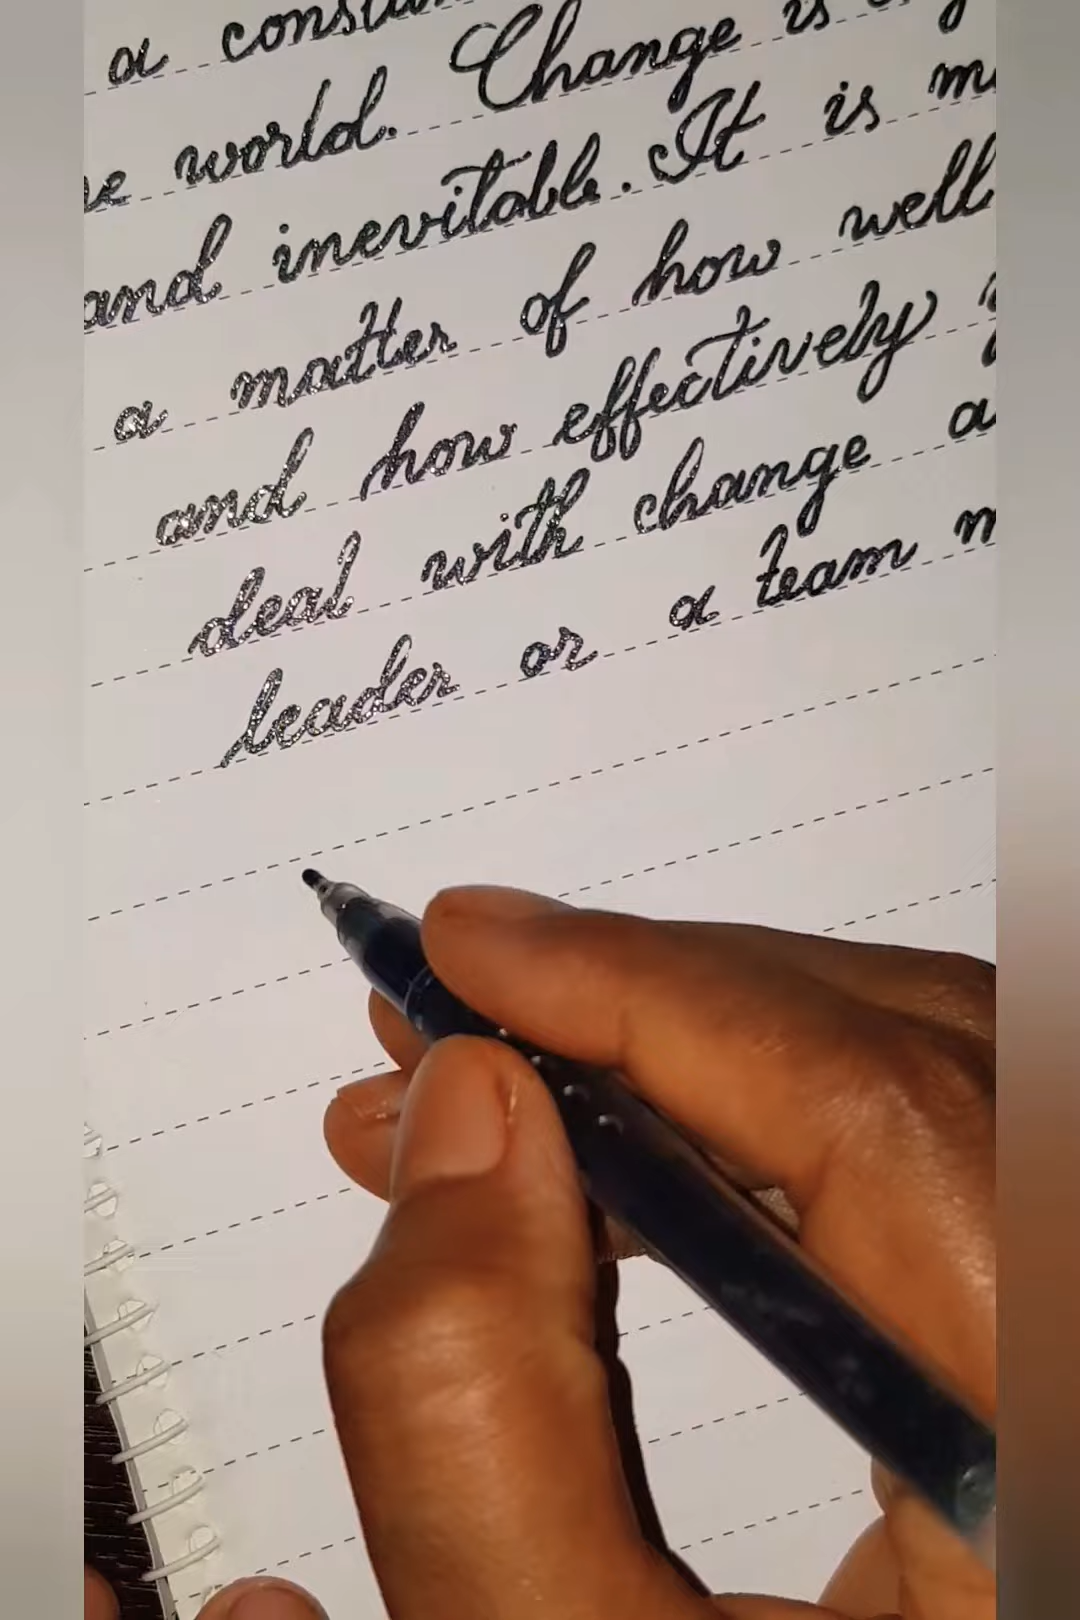 a
world. Change is
and inevitable. It is
a matter of how well
and how effectively
deal with change
leader or a team